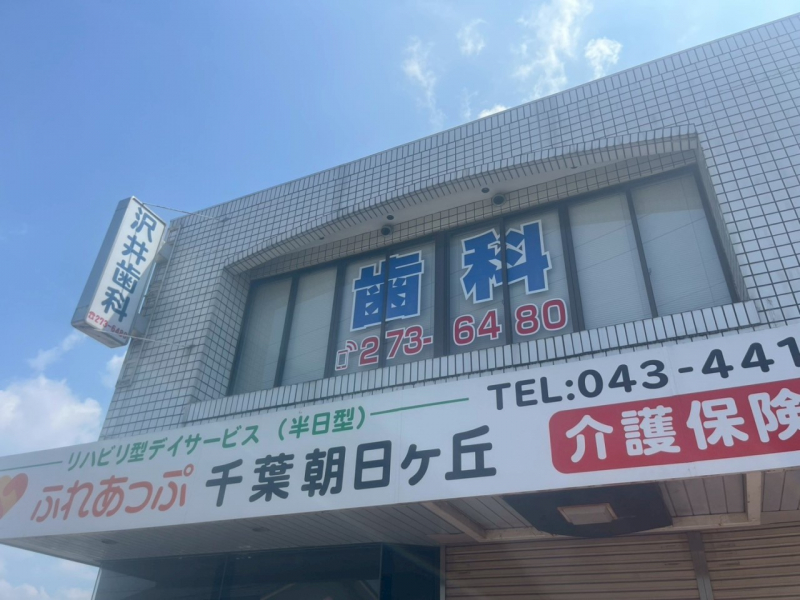 沢井歯科
☎273-6480
歯科
273-6480
TEL:043-441
リハビリ型デイサービス（半日型）
ふれあっぷ 千葉朝日ヶ丘
介護保険